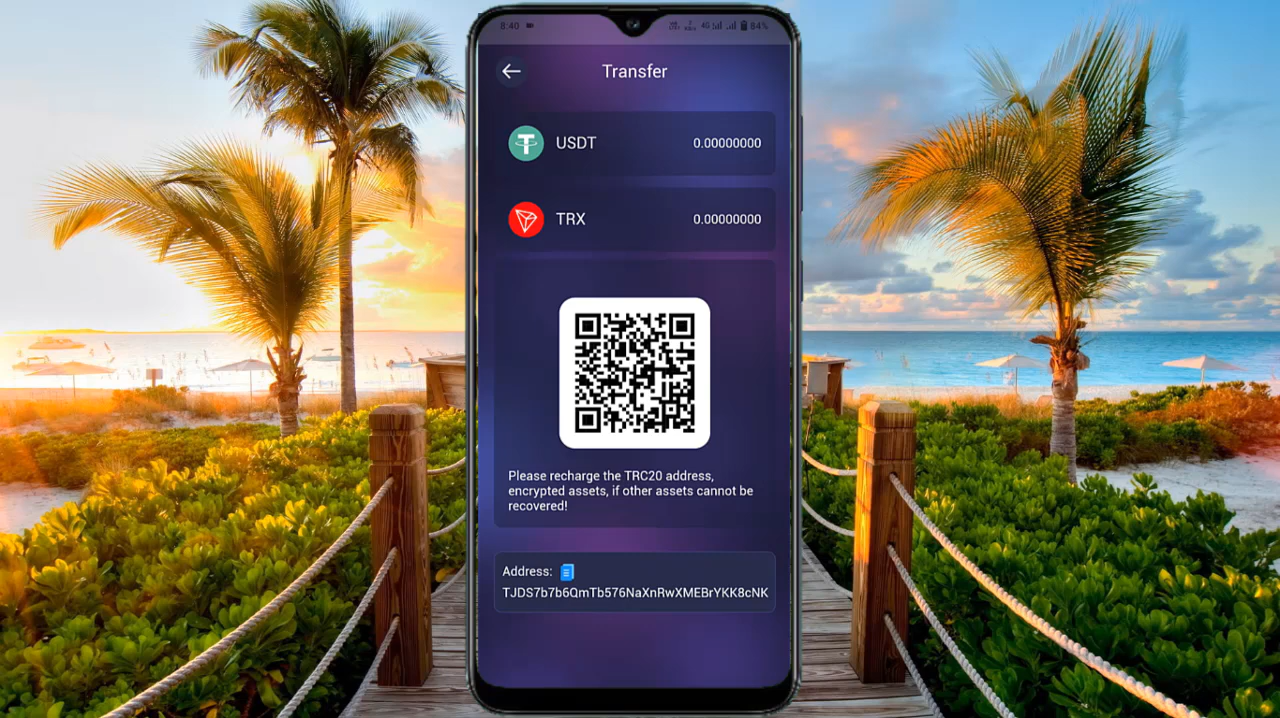 8:40
4G 84%
Transfer
USDT 0.00000000
TRX 0.00000000
Please recharge the TRC20 address,
encrypted assets, if other assets cannot be
recovered!
Address:
TJDS7b7b6QmTb576NaXnRwXMEBrYKK8cNK